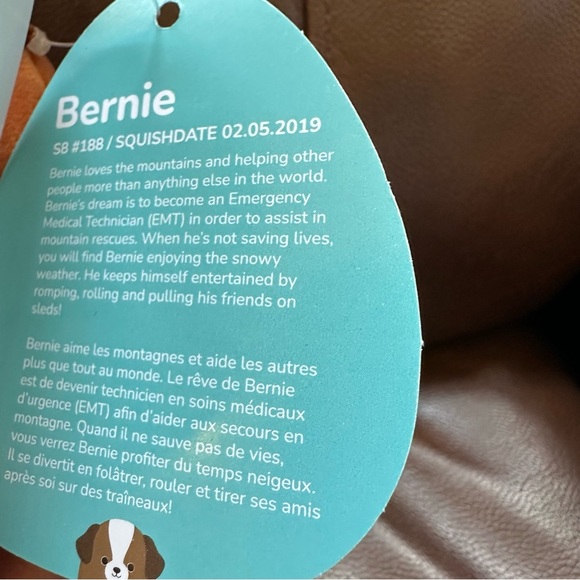 Bernie
S8 #188 / SQUISHDATE 02.05.2019
Bernie loves the mountains and helping other
people more than anything else in the world.
Bernie's dream is to become an Emergency
Medical Technician (EMT) in order to assist in
mountain rescues. When he's not saving lives,
you will find Bernie enjoying the snowy
weather. He keeps himself entertained by
romping, rolling and pulling his friends on
sleds!
Bernie aime les montagnes et aide les autres
plus que tout au monde. Le rêve de Bernie
est de devenir technicien en soins médicaux
d'urgence (EMT) afin d'aider aux secours en
montagne. Quand il ne sauve pas de vies,
vous verrez Bernie profiter du temps neigeux.
Il se divertit en folâtrer, rouler et tirer ses amis
après soi sur des traîneaux!